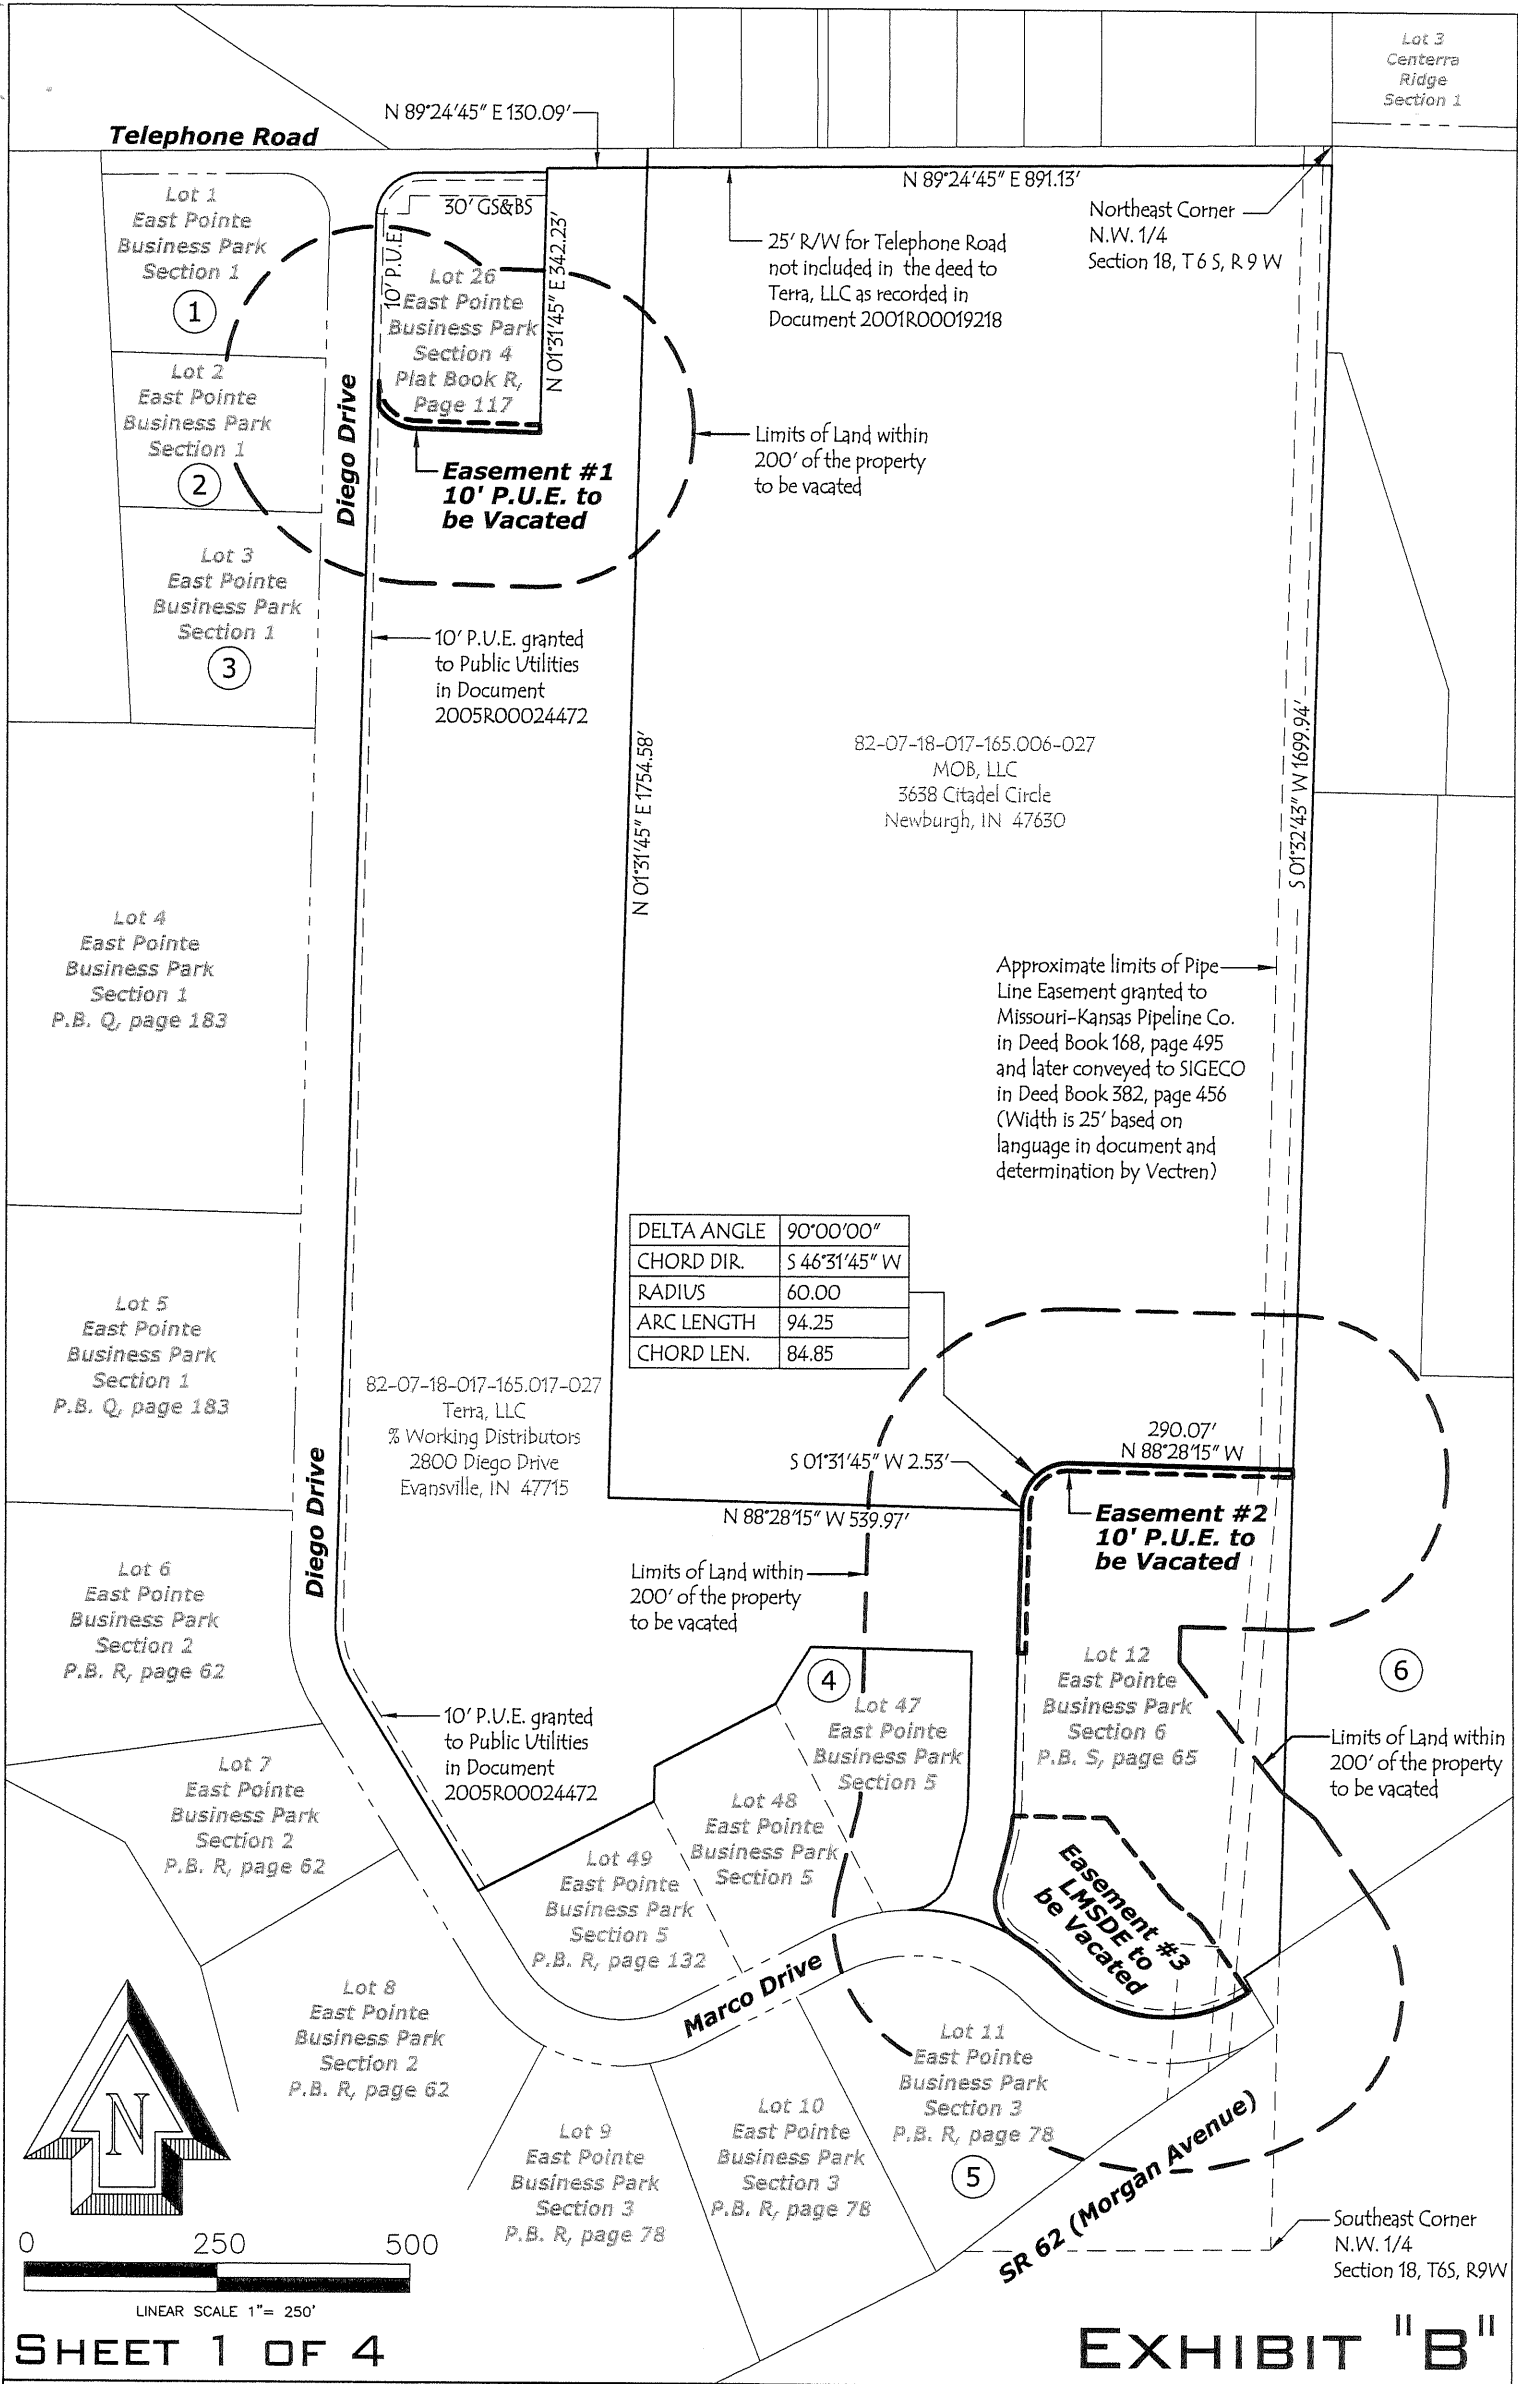 Lot 3
Centerra
Ridge
Section 1
N 89°24'45" E 130.09'
Telephone Road
N 89°24'45" E 891.13'
Lot 1
East Pointe
Business Park
Section 1
1
30' GS&BS
10' P.U.E.
N 01°31'45" E 342.23'
Lot 26
East Pointe
Business Park
Section 4
Plat Book R,
Page 117
25' R/W for Telephone Road
not included in the deed to
Terra, LLC as recorded in
Document 2001R00019218
Northeast Corner
N.W. 1/4
Section 18, T 6 S, R 9 W
Lot 2
East Pointe
Business Park
Section 1
2
Diego Drive
Easement #1
10' P.U.E. to
be Vacated
Limits of Land within
200' of the property
to be vacated
Lot 3
East Pointe
Business Park
Section 1
3
10' P.U.E. granted
to Public Utilities
in Document
2005R00024472
N 01°31'45" E 1754.58'
82-07-18-017-165.006-027
MOB, LLC
3638 Citadel Circle
Newburgh, IN 47630
S 01°32'43" W 1699.94'
Lot 4
East Pointe
Business Park
Section 1
P.B. Q, page 183
Approximate limits of Pipe
Line Easement granted to
Missouri-Kansas Pipeline Co.
in Deed Book 168, page 495
and later conveyed to SIGECO
in Deed Book 382, page 456
(Width is 25' based on
language in document and
determination by Vectren)
DELTA ANGLE 90°00'00"
CHORD DIR. S 46°31'45" W
RADIUS 60.00
ARC LENGTH 94.25
CHORD LEN. 84.85
Lot 5
East Pointe
Business Park
Section 1
P.B. Q, page 183
82-07-18-017-165.017-027
Terra, LLC
% Working Distributors
2800 Diego Drive
Evansville, IN 47715
S 01°31'45" W 2.53'
290.07'
N 88°28'15" W
N 88°28'15" W 539.97'
Easement #2
10' P.U.E. to
be Vacated
Diego Drive
Limits of Land within
200' of the property
to be vacated
Lot 6
East Pointe
Business Park
Section 2
P.B. R, page 62
4
Lot 47
East Pointe
Business Park
Section 5
Lot 12
East Pointe
Business Park
Section 6
P.B. S, page 65
6
10' P.U.E. granted
to Public Utilities
in Document
2005R00024472
Limits of Land within
200' of the property
to be vacated
Lot 7
East Pointe
Business Park
Section 2
P.B. R, page 62
Lot 48
East Pointe
Business Park
Section 5
Lot 49
East Pointe
Business Park
Section 5
P.B. R, page 132
Easement #3
LMSDE to
be Vacated
Marco Drive
Lot 8
East Pointe
Business Park
Section 2
P.B. R, page 62
Lot 11
East Pointe
Business Park
Section 3
P.B. R, page 78
5
Lot 10
East Pointe
Business Park
Section 3
P.B. R, page 78
Lot 9
East Pointe
Business Park
Section 3
P.B. R, page 78
SR 62 (Morgan Avenue)
Southeast Corner
N.W. 1/4
Section 18, T6S, R9W
N
0 250 500
LINEAR SCALE 1"= 250'
SHEET 1 OF 4
EXHIBIT "B"